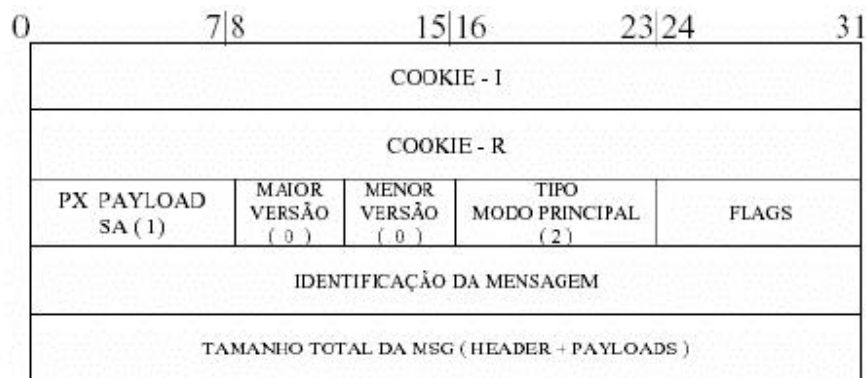 0 7|8 15|16 23|24 31
COOKIE - I
COOKIE - R
PX PAYLOAD
SA ( 1 )
MAIOR
VERSÃO
( 0 )
MENOR
VERSÃO
( 0 )
TIPO
MODO PRINCIPAL
( 2 )
FLAGS
IDENTIFICAÇÃO DA MENSAGEM
TAMANHO TOTAL DA MSG ( HEADER + PAYLOADS )